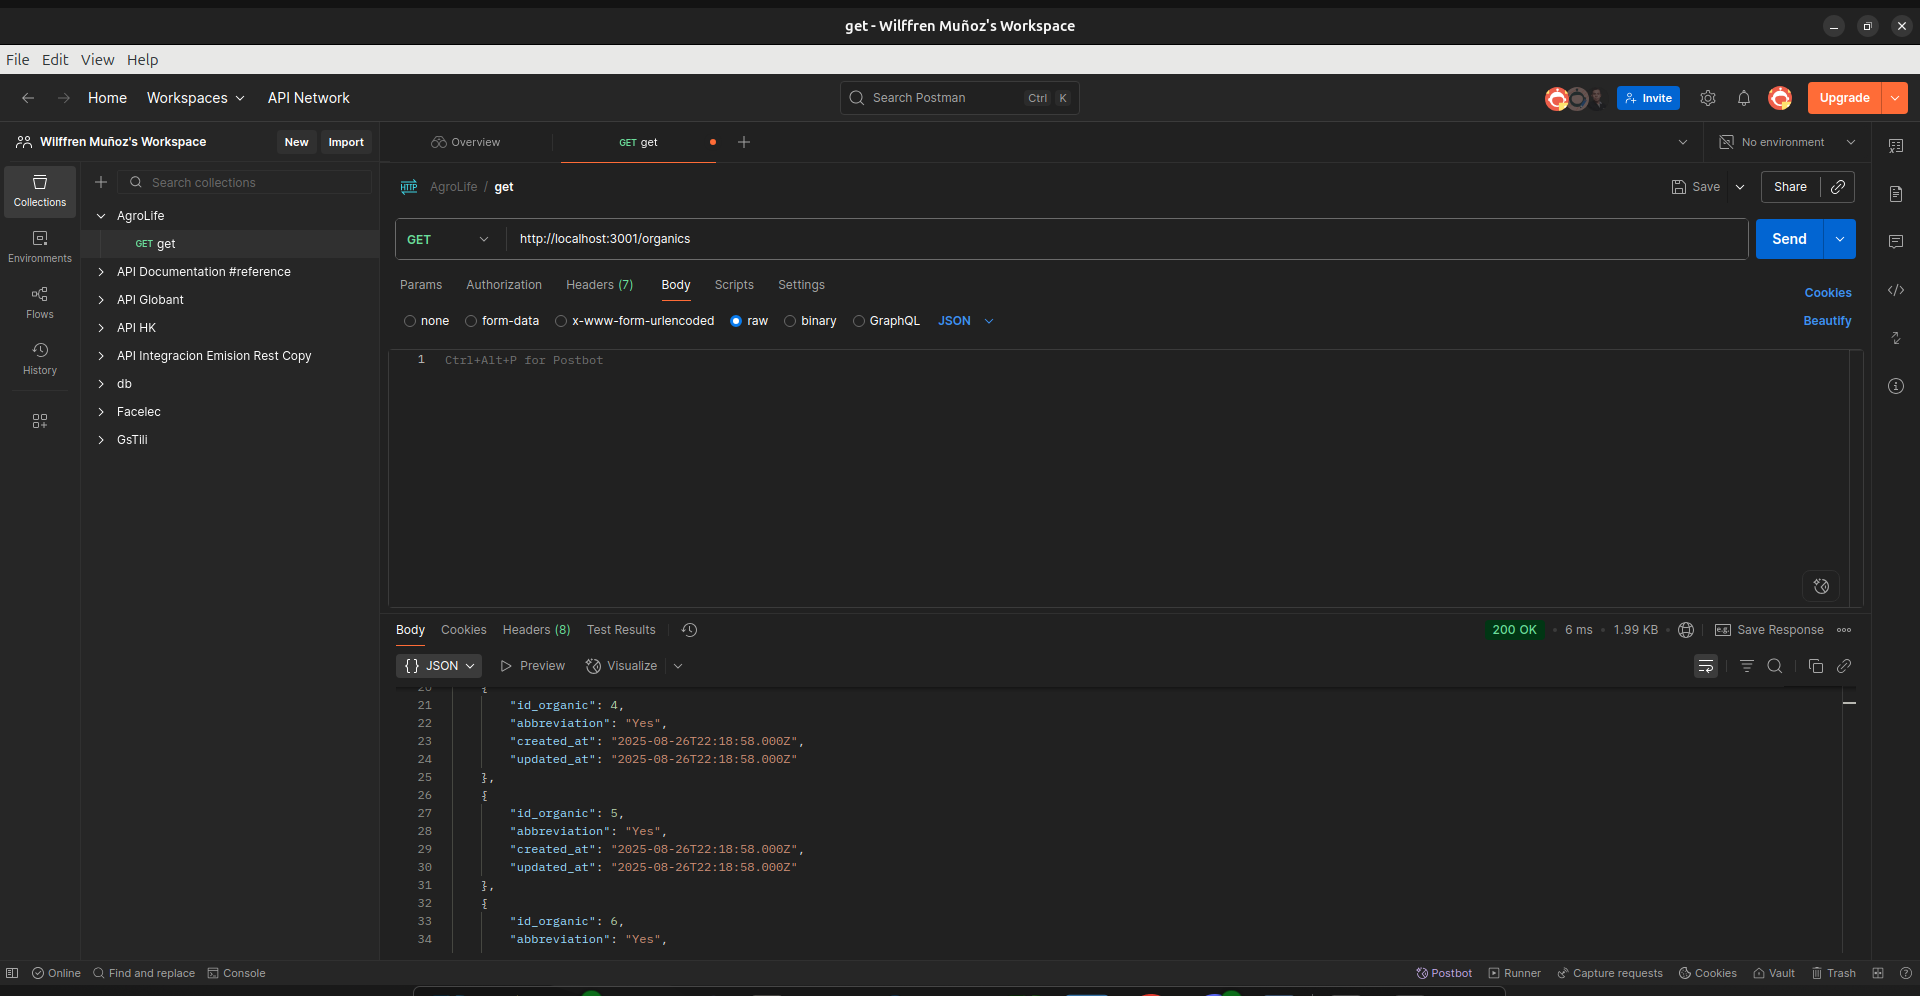 get - Wilffren Muñoz's Workspace
File Edit View Help
Home Workspaces API Network
Search Postman Ctrl K
Invite
Upgrade
Wilffren Muñoz's Workspace New Import
Overview
GET get
No environment
Collections
Environments
Flows
History
Search collections
AgroLife
GET get
API Documentation #reference
API Globant
API HK
API Integracion Emision Rest Copy
db
Facelec
GsTili
HTTP AgroLife / get
Save Share
GET http://localhost:3001/organics
Send
Params Authorization Headers (7) Body Scripts Settings
Cookies
none form-data x-www-form-urlencoded raw binary GraphQL JSON
Beautify
1 Ctrl+Alt+P for Postbot
Body Cookies Headers (8) Test Results
200 OK • 6 ms • 1.99 KB
e.g. Save Response
{} JSON Preview Visualize
20 {
21 "id_organic": 4,
22 "abbreviation": "Yes",
23 "created_at": "2025-08-26T22:18:58.000Z",
24 "updated_at": "2025-08-26T22:18:58.000Z"
25 },
26 {
27 "id_organic": 5,
28 "abbreviation": "Yes",
29 "created_at": "2025-08-26T22:18:58.000Z",
30 "updated_at": "2025-08-26T22:18:58.000Z"
31 },
32 {
33 "id_organic": 6,
34 "abbreviation": "Yes",
Online Find and replace Console
Postbot Runner Capture requests Cookies Vault Trash